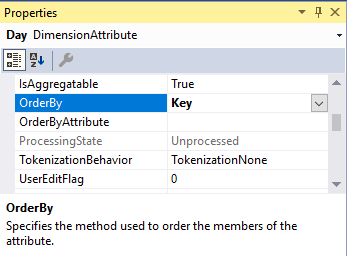 Properties
Day DimensionAttribute
IsAggregatable True
OrderBy Key
OrderByAttribute
ProcessingState Unprocessed
TokenizationBehavior TokenizationNone
UserEditFlag 0
OrderBy
Specifies the method used to order the members of the
attribute.